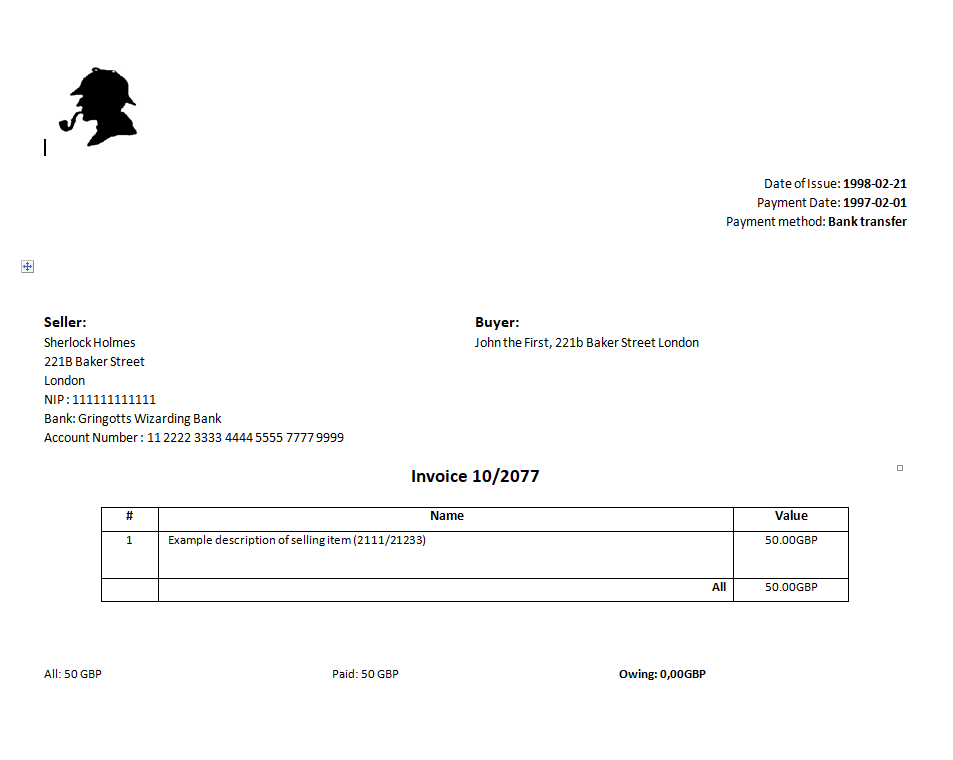 Date of Issue: 1998-02-21
Payment Date: 1997-02-01
Payment method: Bank transfer
Seller:
Sherlock Holmes
221B Baker Street
London
NIP : 111111111111
Bank: Gringotts Wizarding Bank
Account Number : 11 2222 3333 4444 5555 7777 9999
Buyer:
John the First, 221b Baker Street London
Invoice 10/2077
# Name Value
1 Example description of selling item (2111/21233) 50.00GBP
All 50.00GBP
All: 50 GBP Paid: 50 GBP Owing: 0,00GBP